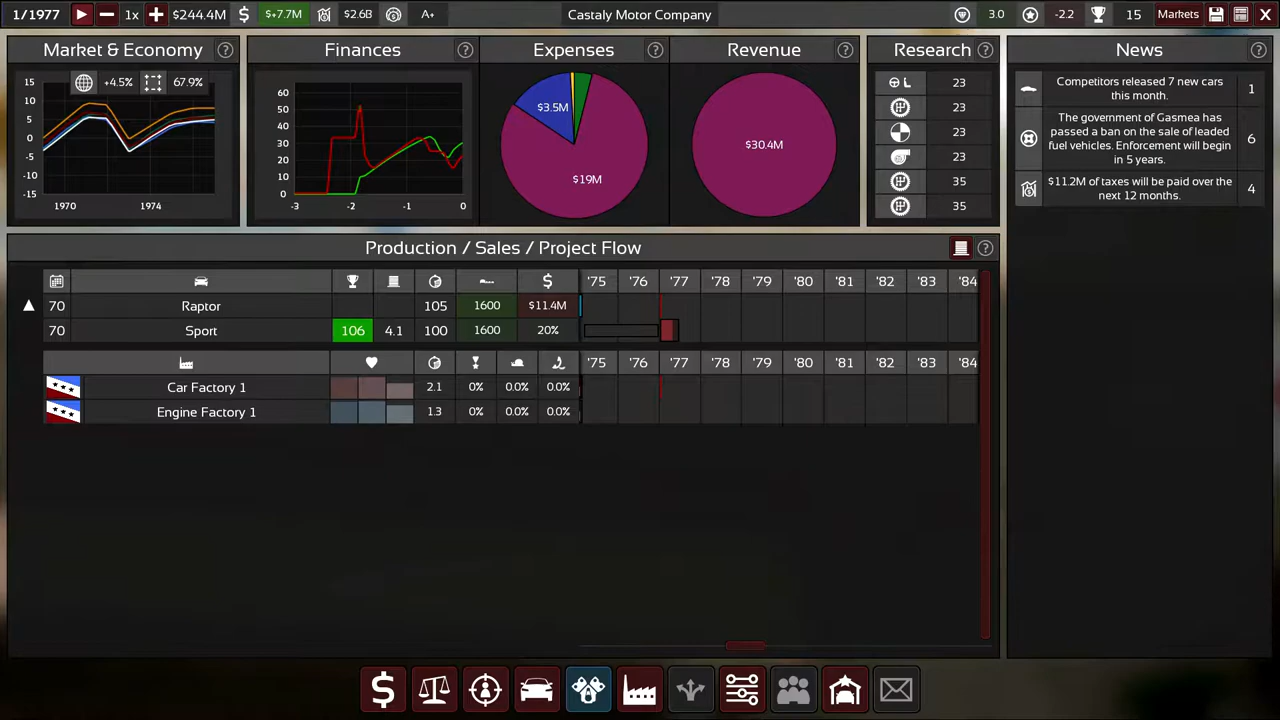 1/1977 1x $244.4M $ $+7.7M $2.6B A+ Castaly Motor Company 3.0 -2.2 15 Markets
Market & Economy ?
+4.5% 67.9%
15
10
5
0
-5
-10
-15
1970 1974
Finances ?
60
50
40
30
20
10
0
-3 -2 -1 0
Expenses ?
$3.5M
$19M
Revenue ?
$30.4M
Research ?
L 23
23
23
23
35
35
News ?
Competitors released 7 new cars
this month.
1
The government of Gasmea has
passed a ban on the sale of leaded
fuel vehicles. Enforcement will begin
in 5 years.
6
$11.2M of taxes will be paid over the
next 12 months.
4
Production / Sales / Project Flow ?
$ '75 '76 '77 '78 '79 '80 '81 '82 '83 '84
70 Raptor 105 1600 $11.4M
70 Sport 106 4.1 100 1600 20%
'75 '76 '77 '78 '79 '80 '81 '82 '83 '84
Car Factory 1 2.1 0% 0.0% 0.0%
Engine Factory 1 1.3 0% 0.0% 0.0%
$